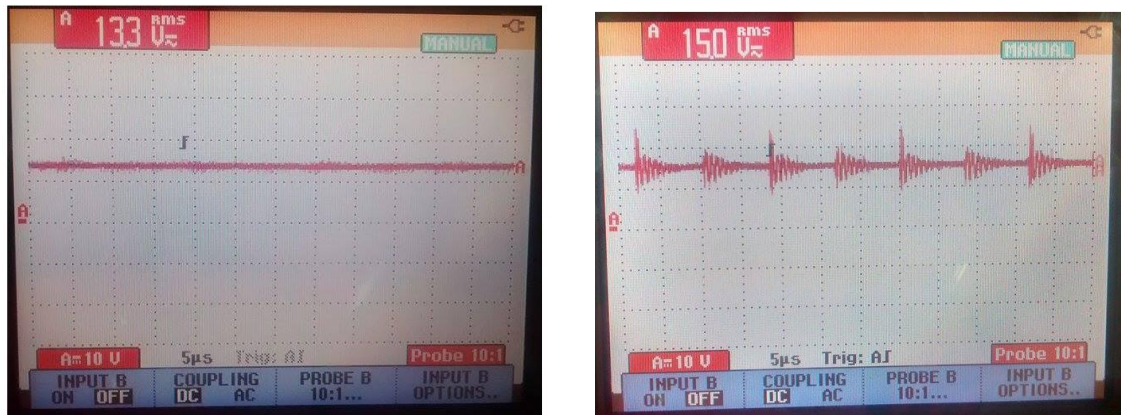 A 13.3 rms V≂
MANUAL
A
A
A≂10 V 5µs Trig: AƒProbe 10:1
INPUT B COUPLING PROBE B INPUT B
ON OFF DC AC 10:1... OPTIONS..
A 15.0 rms V≂
MANUAL
A
A
A≂10 V 5µs Trig: Aƒ Probe 10:1
INPUT B COUPLING PROBE B INPUT B
ON OFF DC AC 10:1... OPTIONS..